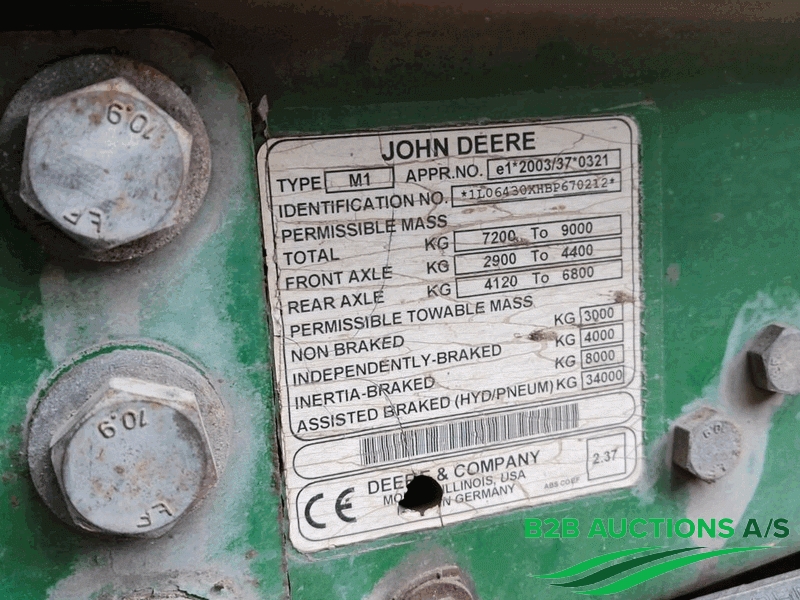 JOHN DEERE
TYPE M1 APPR.NO. e1*2003/37*0321
IDENTIFICATION NO. *1L06430XHBP670212*
PERMISSIBLE MASS
TOTAL KG 7200 To 9000
FRONT AXLE KG 2900 To 4400
REAR AXLE KG 4120 To 6800
PERMISSIBLE TOWABLE MASS
NON BRAKED KG 3000
INDEPENDENTLY-BRAKED KG 4000
INERTIA-BRAKED KG 8000
ASSISTED BRAKED (HYD/PNEUM) KG 34000
DEERE & COMPANY
ILLINOIS, USA
IN GERMANY
2.37
CE
10.9
10.9
B2B AUCTIONS A/S